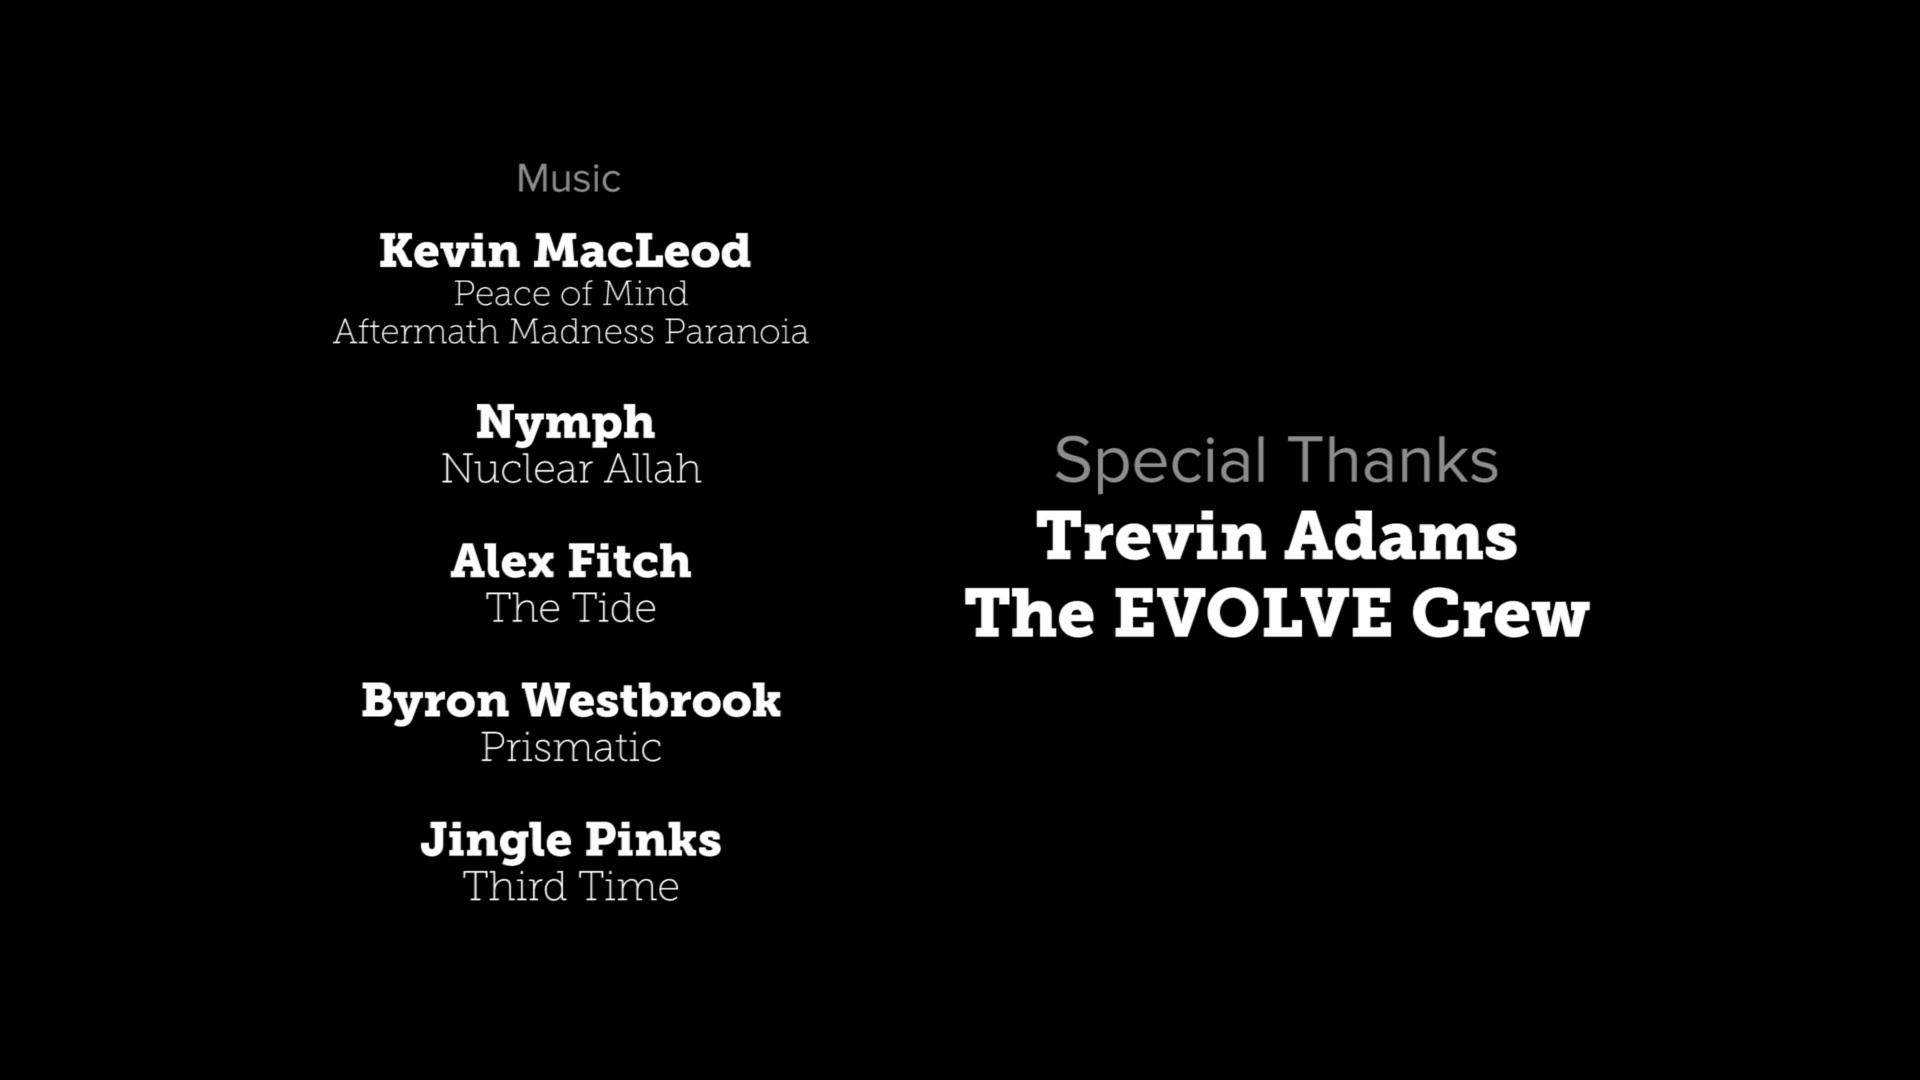 Music
Kevin MacLeod
Peace of Mind
Aftermath Madness Paranoia
Nymph
Nuclear Allah
Alex Fitch
The Tide
Byron Westbrook
Prismatic
Jingle Pinks
Third Time
Special Thanks
Trevin Adams
The EVOLVE Crew